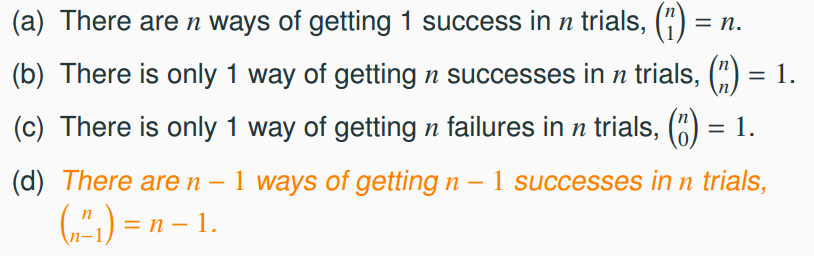 (a) There are n ways of getting 1 success in n trials, (n 1) = n.
(b) There is only 1 way of getting n successes in n trials, (n n) = 1.
(c) There is only 1 way of getting n failures in n trials, (n 0) = 1.
(d) There are n − 1 ways of getting n − 1 successes in n trials,
(n n−1) = n − 1.